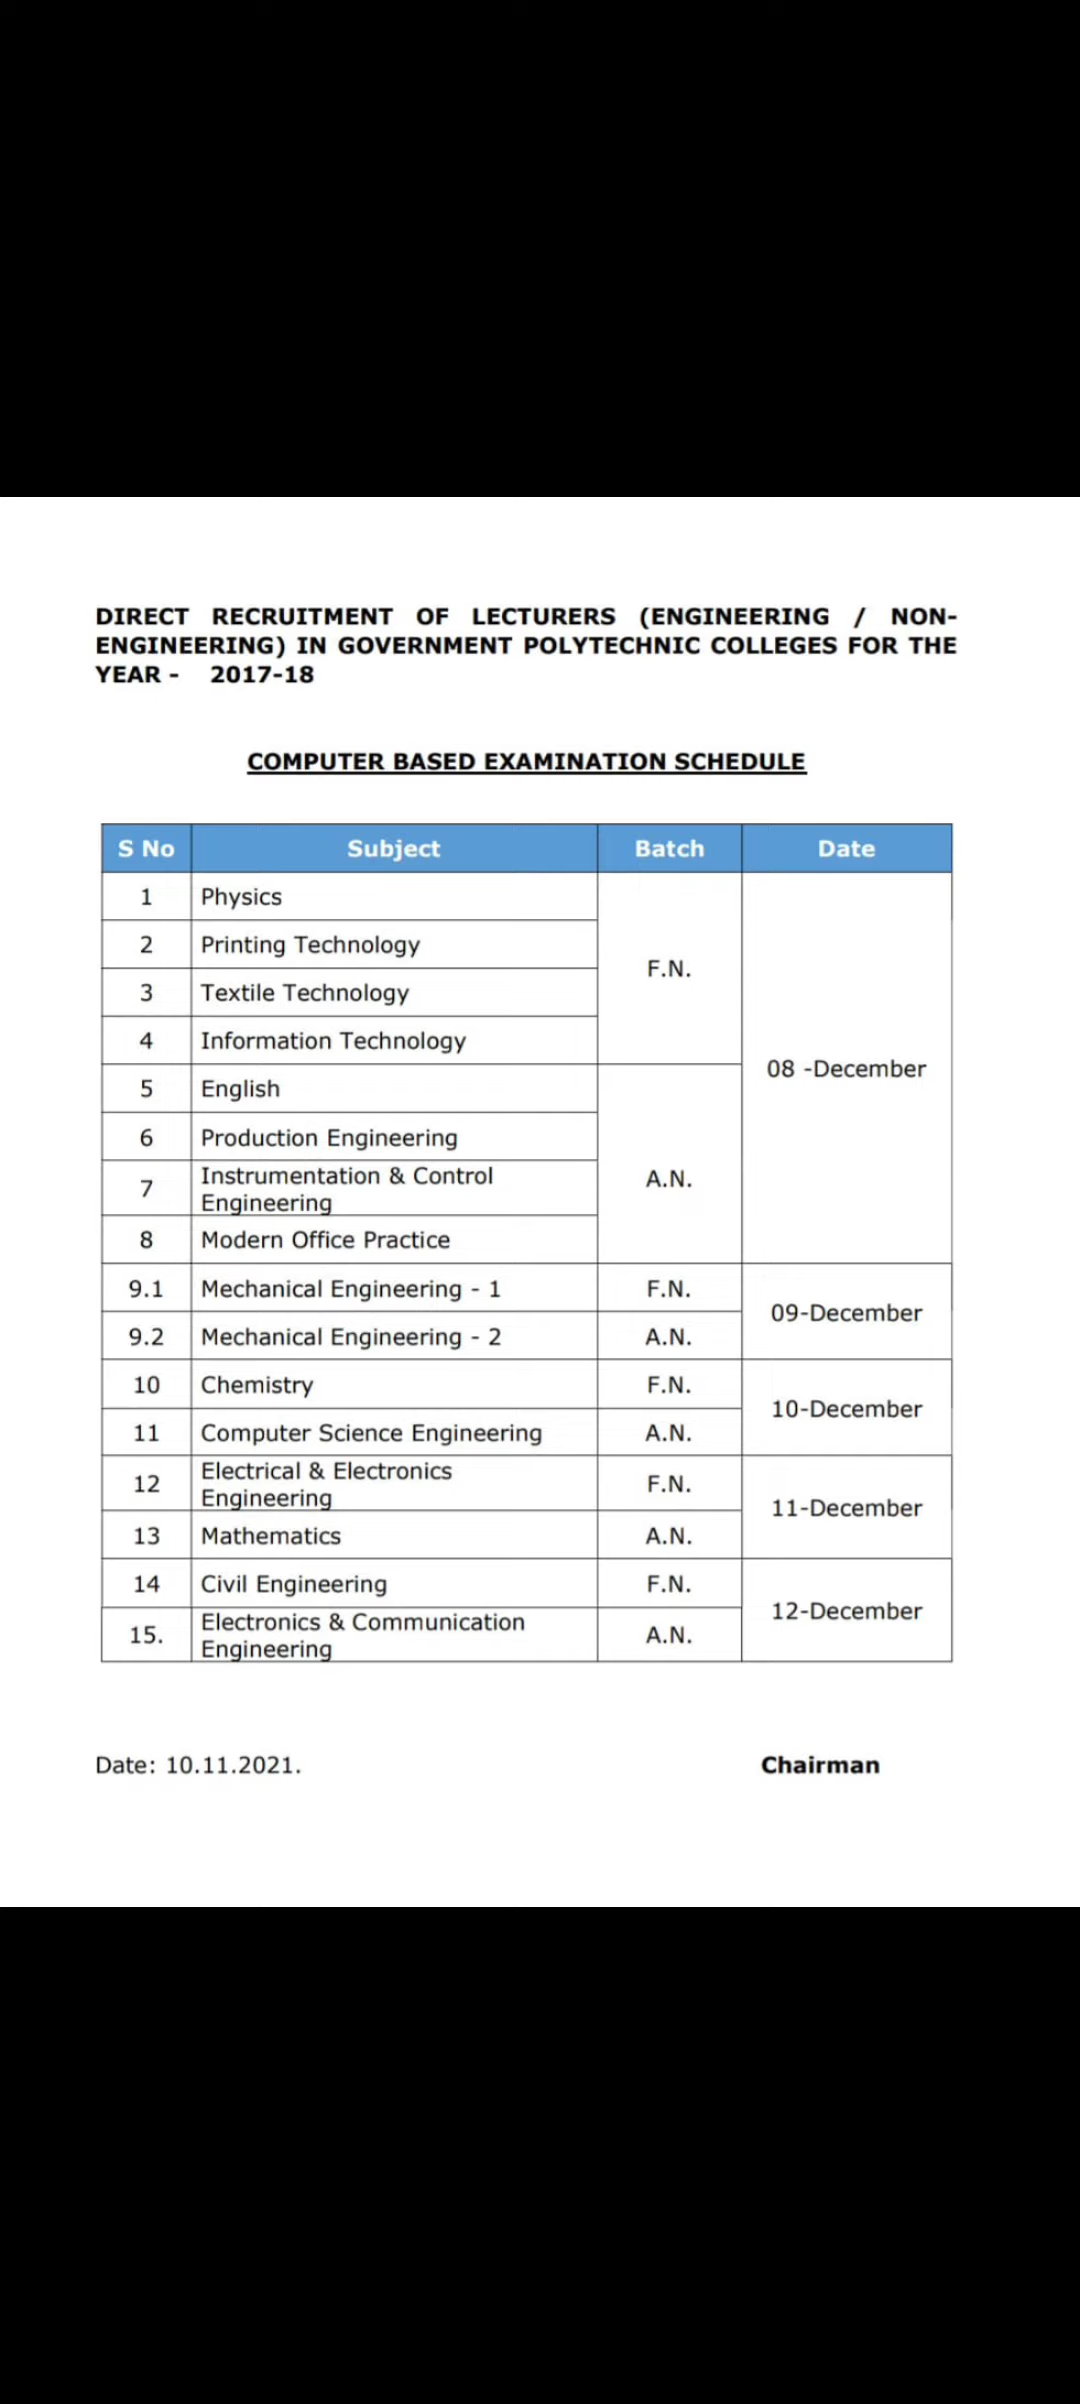 DIRECT RECRUITMENT OF LECTURERS (ENGINEERING / NON-
ENGINEERING) IN GOVERNMENT POLYTECHNIC COLLEGES FOR THE
YEAR - 2017-18
COMPUTER BASED EXAMINATION SCHEDULE
S No Subject Batch Date
1 Physics
2 Printing Technology
F.N.
3 Textile Technology
4 Information Technology
08 -December
5 English
6 Production Engineering
7 Instrumentation & Control
Engineering
A.N.
8 Modern Office Practice
9.1 Mechanical Engineering - 1 F.N.
09-December
9.2 Mechanical Engineering - 2 A.N.
10 Chemistry F.N.
10-December
11 Computer Science Engineering A.N.
12 Electrical & Electronics
Engineering F.N.
11-December
13 Mathematics A.N.
14 Civil Engineering F.N.
12-December
15. Electronics & Communication
Engineering A.N.
Date: 10.11.2021. Chairman